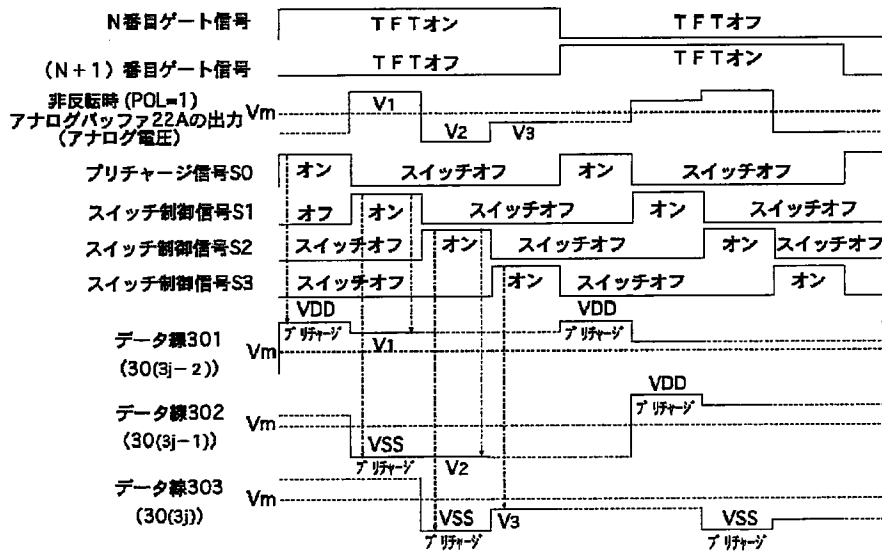 N番目ゲート信号 TFTオン TFTオフ
(N+1)番目ゲート信号 TFTオフ TFTオン
非反転時(POL=1)
アナログバッファ22Aの出力
(アナログ電圧)
Vm V1 V2 V3
プリチャージ信号S0 オン スイッチオフ オン スイッチオフ
スイッチ制御信号S1 オフ オン スイッチオフ オン スイッチオフ
スイッチ制御信号S2 スイッチオフ オン スイッチオフ オン スイッチオフ
スイッチ制御信号S3 スイッチオフ オン スイッチオフ オン
VDD VDD
データ線301 プリチャージ プリチャージ
(30(3j-2)) Vm V1
VDD
データ線302 プリチャージ
(30(3j-1)) Vm VSS
プリチャージ V2
データ線303 Vm
(30(3j)) VSS V3 VSS
プリチャージ プリチャージ